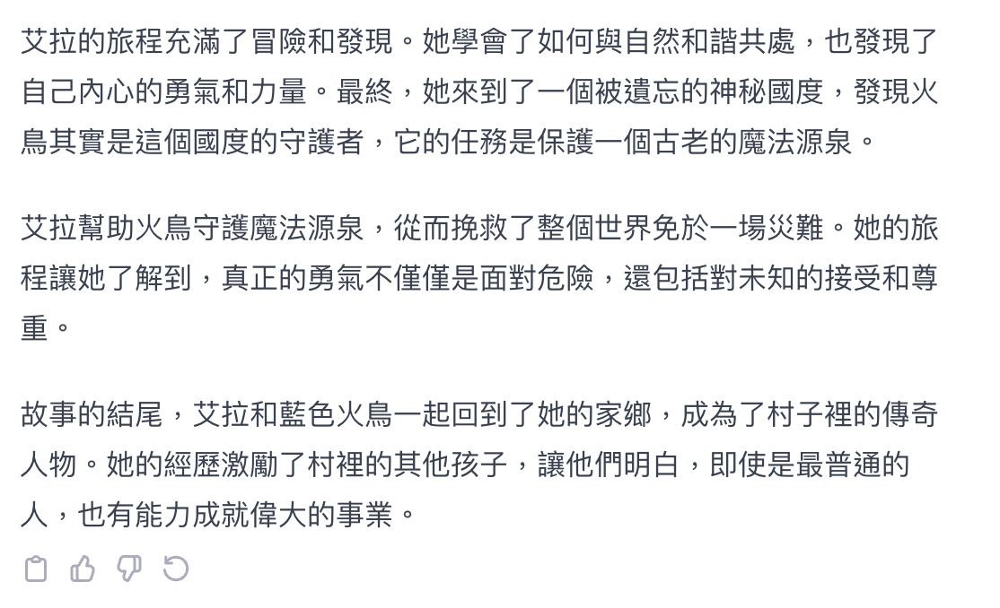 艾拉的旅程充滿了冒險和發現。她學會了如何與自然和諧共處，也發現了
自己內心的勇氣和力量。最終，她來到了一個被遺忘的神秘國度，發現火
鳥其實是這個國度的守護者，它的任務是保護一個古老的魔法源泉。
艾拉幫助火鳥守護魔法源泉，從而挽救了整個世界免於一場災難。她的旅
程讓她了解到，真正的勇氣不僅僅是面對危險，還包括對未知的接受和尊
重。
故事的結尾，艾拉和藍色火鳥一起回到了她的家鄉，成為了村子裡的傳奇
人物。她的經歷激勵了村裡的其他孩子，讓他們明白，即使是最普通的
人，也有能力成就偉大的事業。